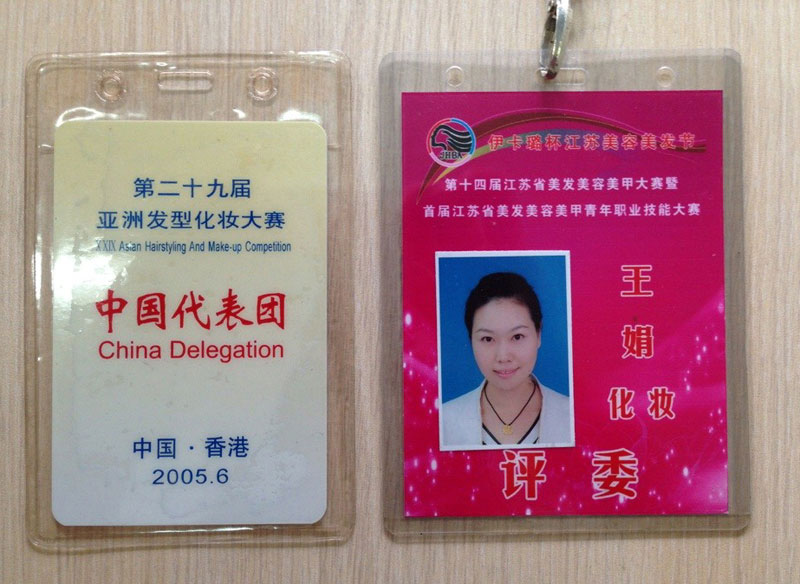 第二十九届
亚洲发型化妆大赛
XXIX Asian Hairstyling And Make-up Competition
中国代表团
China Delegation
中国·香港
2005.6
JHBA
伊卡璐杯江苏美容美发节
第十四届江苏省美发美容美甲大赛暨
首届江苏省美发美容美甲青年职业技能大赛
王娟
化妆
评委